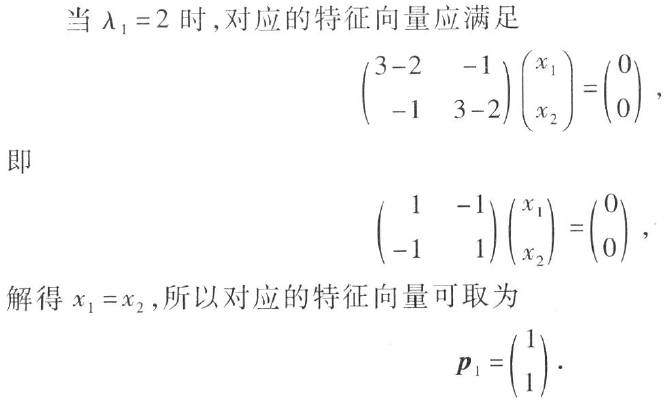 当 λ₁=2 时,对应的特征向量应满足
$$\begin{pmatrix} 3-2 & -1 \\ -1 & 3-2 \end{pmatrix} \begin{pmatrix} x_1 \\ x_2 \end{pmatrix} = \begin{pmatrix} 0 \\ 0 \end{pmatrix},$$
即
$$\begin{pmatrix} 1 & -1 \\ -1 & 1 \end{pmatrix} \begin{pmatrix} x_1 \\ x_2 \end{pmatrix} = \begin{pmatrix} 0 \\ 0 \end{pmatrix},$$
解得 x₁=x₂,所以对应的特征向量可取为
$$\boldsymbol{p}_1 = \begin{pmatrix} 1 \\ 1 \end{pmatrix}.$$